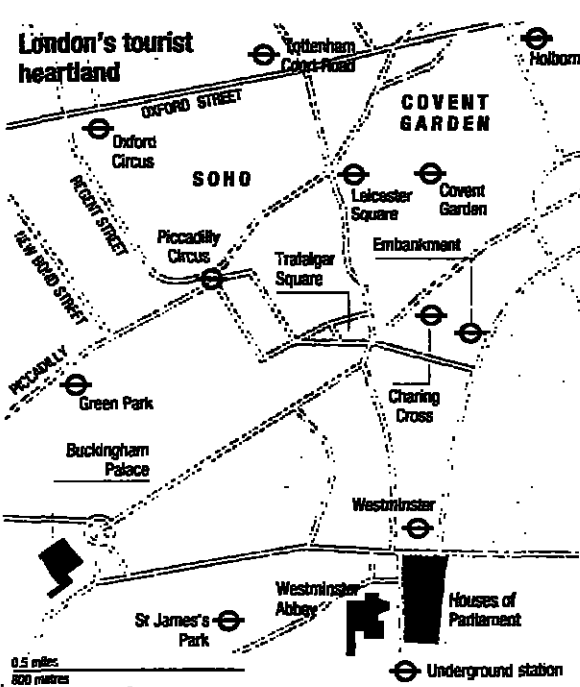 London's tourist
heartland
Tottenham
Court Road
Holborn
OXFORD STREET
COVENT
GARDEN
Oxford
Circus
SOHO
Leicester
Square
Covent
Garden
REGENT STREET
NEW BOND STREET
Piccadilly
Circus
Trafalgar
Square
Embankment
PICCADILLY
Green Park
Charing
Cross
Buckingham
Palace
Westminster
Westminster
Abbey
Houses of
Parliament
St James's
Park
0.5 miles
800 metres
Underground station